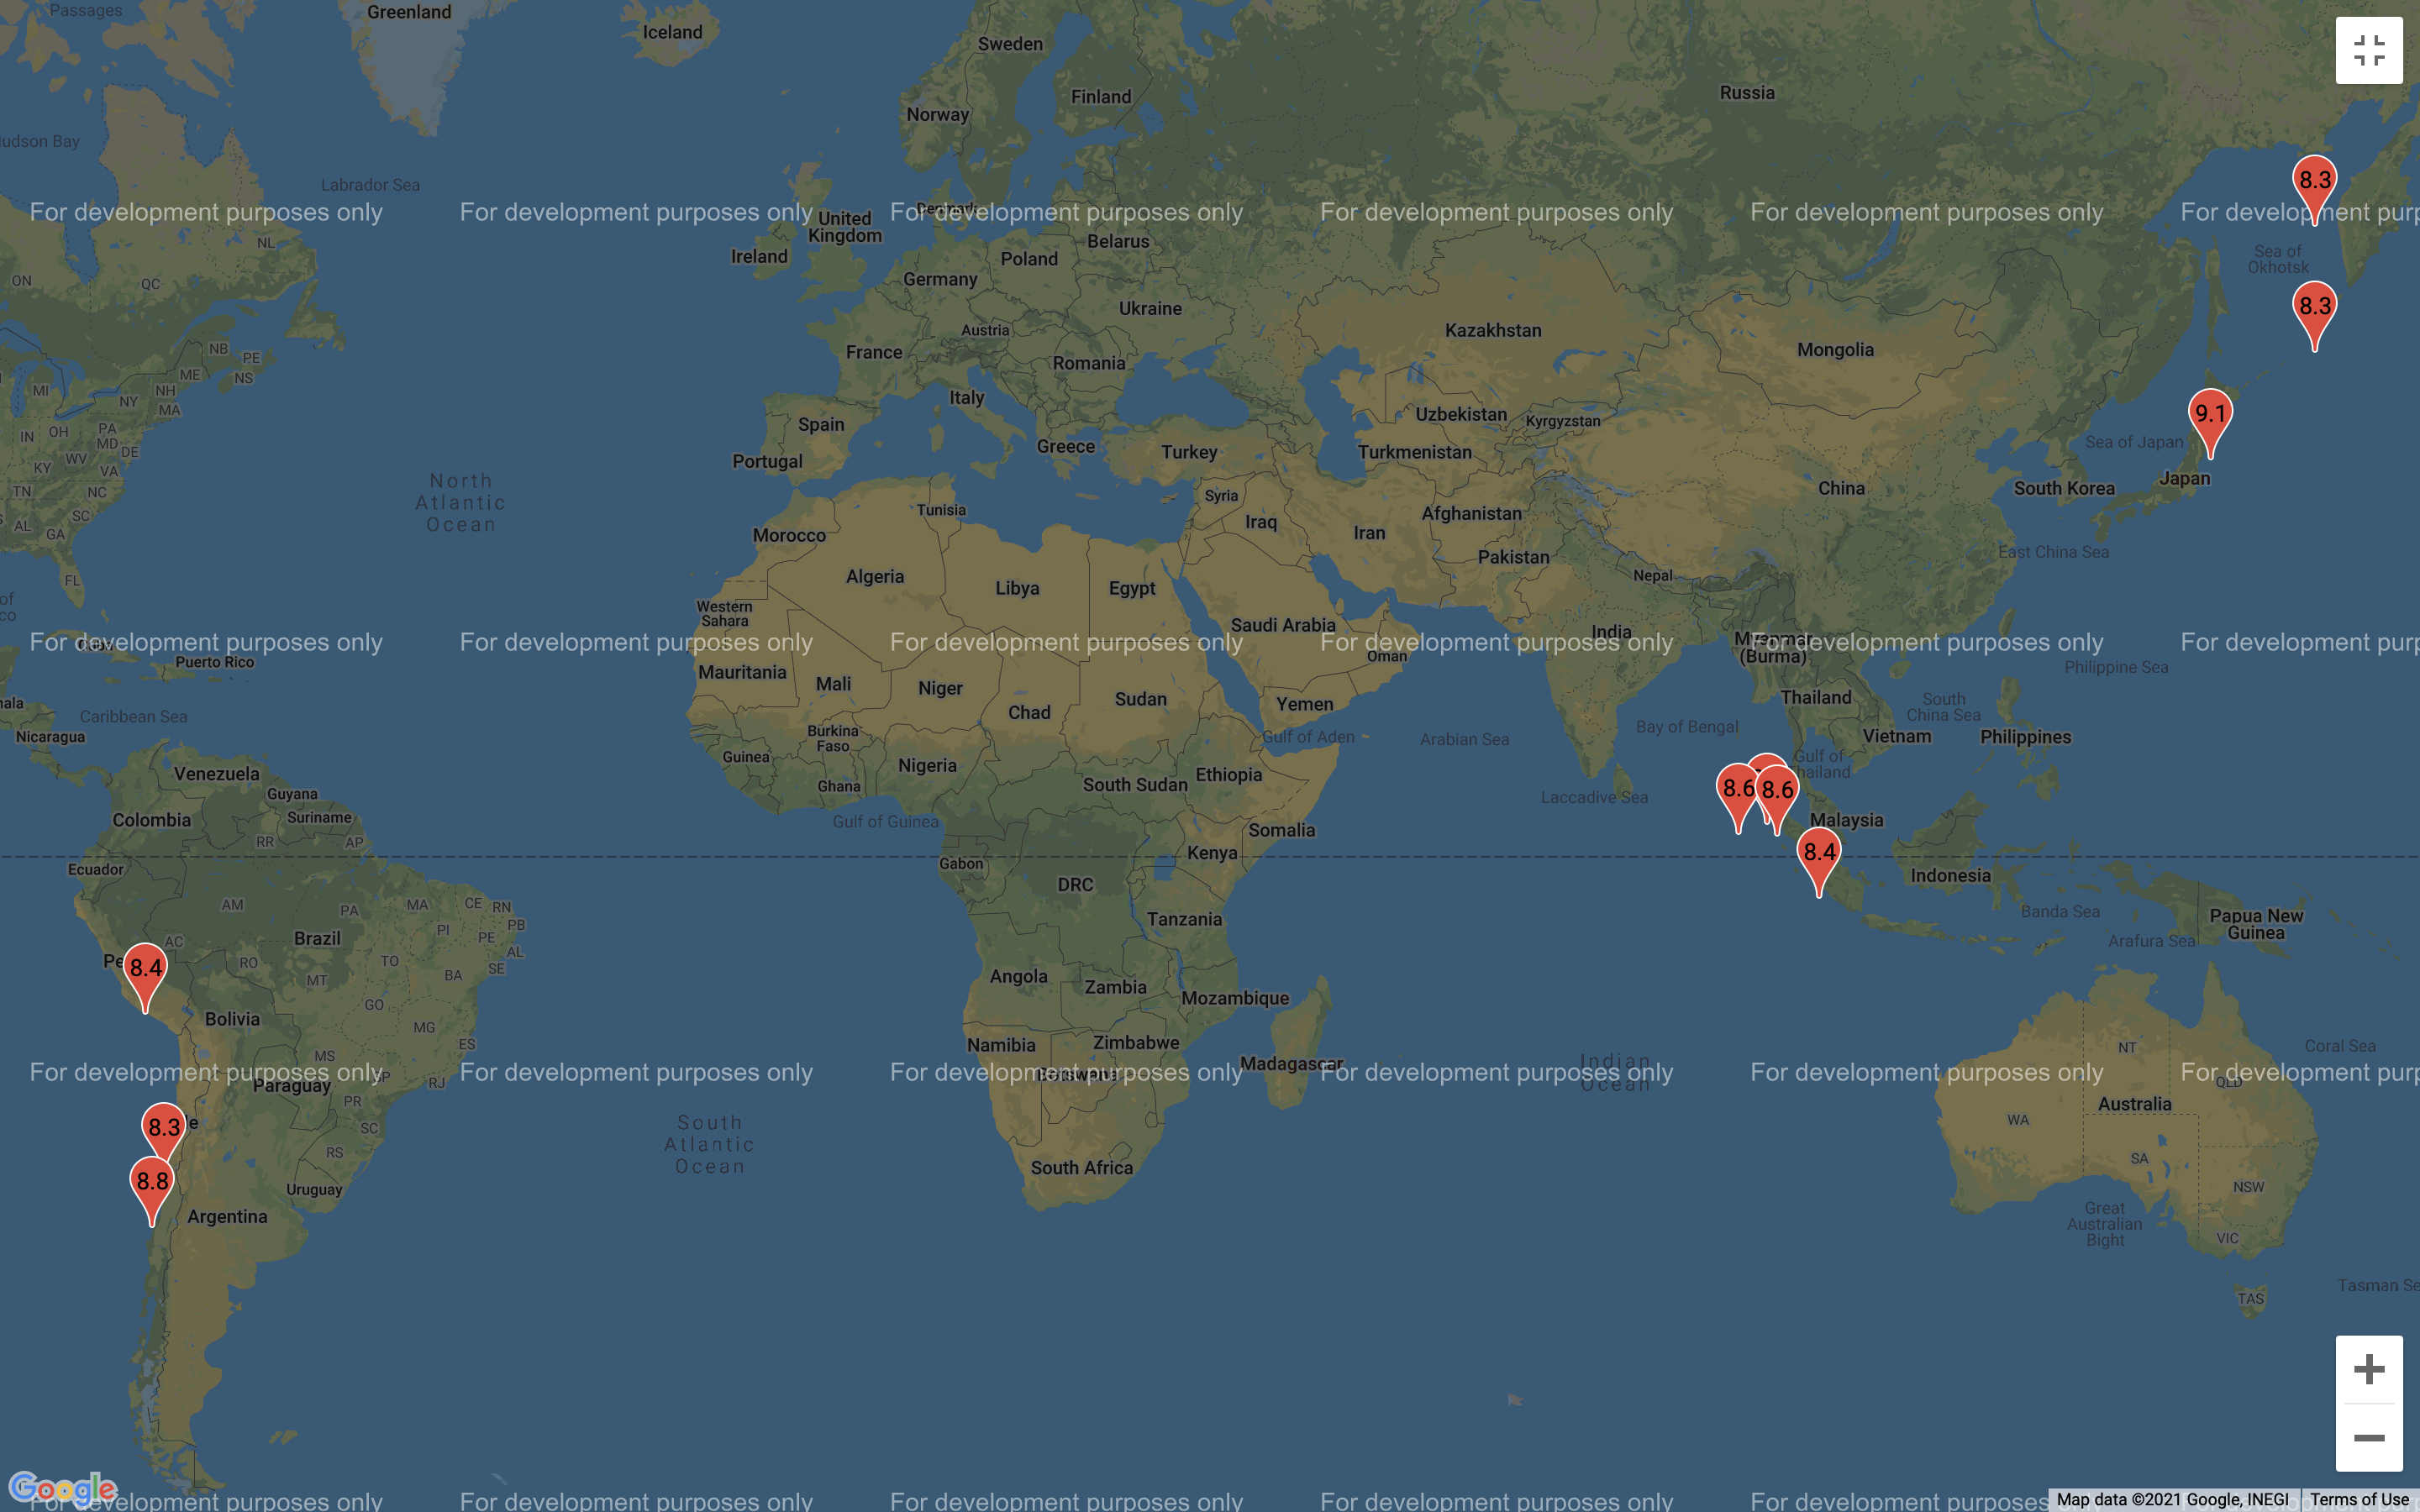 Passages
Greenland
Iceland
Sweden
Finland
Norway
Russia
Hudson Bay
Labrador Sea
8.3
For development purposes only
For development purposes only
For development purposes only
For development purposes only
For development purposes only
For development purp
Denmark
United
Kingdom
NL
Belarus
Ireland
Poland
Sea of
Okhotsk
ON
QC
Germany
8.3
Ukraine
Austria
Kazakhstan
NB
PE
France
Mongolia
Romania
ME
NS
MI
NH
NY
MA
Italy
9.1
Uzbekistan
Kyrgyzstan
Spain
OH
PA
IN
MD
DE
Sea of Japan
Greece
Turkey
Turkmenistan
WV
KY
VA
Portugal
Japan
North
Atlantic
Ocean
TN
NC
Syria
China
South Korea
Tunisia
SC
AL
GA
Iraq
Afghanistan
Morocco
Iran
East China Sea
Pakistan
FL
Algeria
Libya
Egypt
Nepal
of
co
Western
Sahara
Saudi Arabia
India
Myanmar
(Burma)
For development purposes only
For development purposes only
For development purposes only
For development purposes only
For development purposes only
For development purp
Cuba
Puerto Rico
Oman
Philippine Sea
Mauritania
Mali
Niger
Sudan
Yemen
Thailand
South
China Sea
nala
Caribbean Sea
Chad
Bay of Bengal
Nicaragua
Burkina
Faso
Gulf of Aden
Arabian Sea
Vietnam
Philippines
Guinea
Nigeria
Gulf of
Thailand
Venezuela
Ethiopia
Ghana
South Sudan
8.6
8.6
Guyana
Laccadive Sea
Colombia
Suriname
Gulf of Guinea
Somalia
Malaysia
RR
AP
Kenya
8.4
Ecuador
Gabon
DRC
Indonesia
AM
PA
MA
CE
RN
Tanzania
Banda Sea
Papua New
Guinea
PI
PB
PE
Brazil
AC
Arafura Sea
AL
Pe
8.4
RO
TO
SE
MT
BA
Angola
Zambia
GO
Mozambique
Bolivia
MG
ES
Namibia
Zimbabwe
NT
Coral Sea
MS
Madagascar
Indian
Ocean
For development purposes only
For development purposes only
For development purposes only
For development purposes only
For development purposes only
For development purp
Botswana
SP
RJ
QLD
Paraguay
PR
Australia
WA
8.3
le
SC
South
Atlantic
Ocean
RS
SA
South Africa
8.8
Uruguay
NSW
Argentina
Great
Australian
Bight
VIC
Tasman Se
TAS
Google
For development purposes only
For development purposes only
For development purposes only
For development purposes only
For development purposes only
Map data ©2021 Google, INEGI
Terms of Use